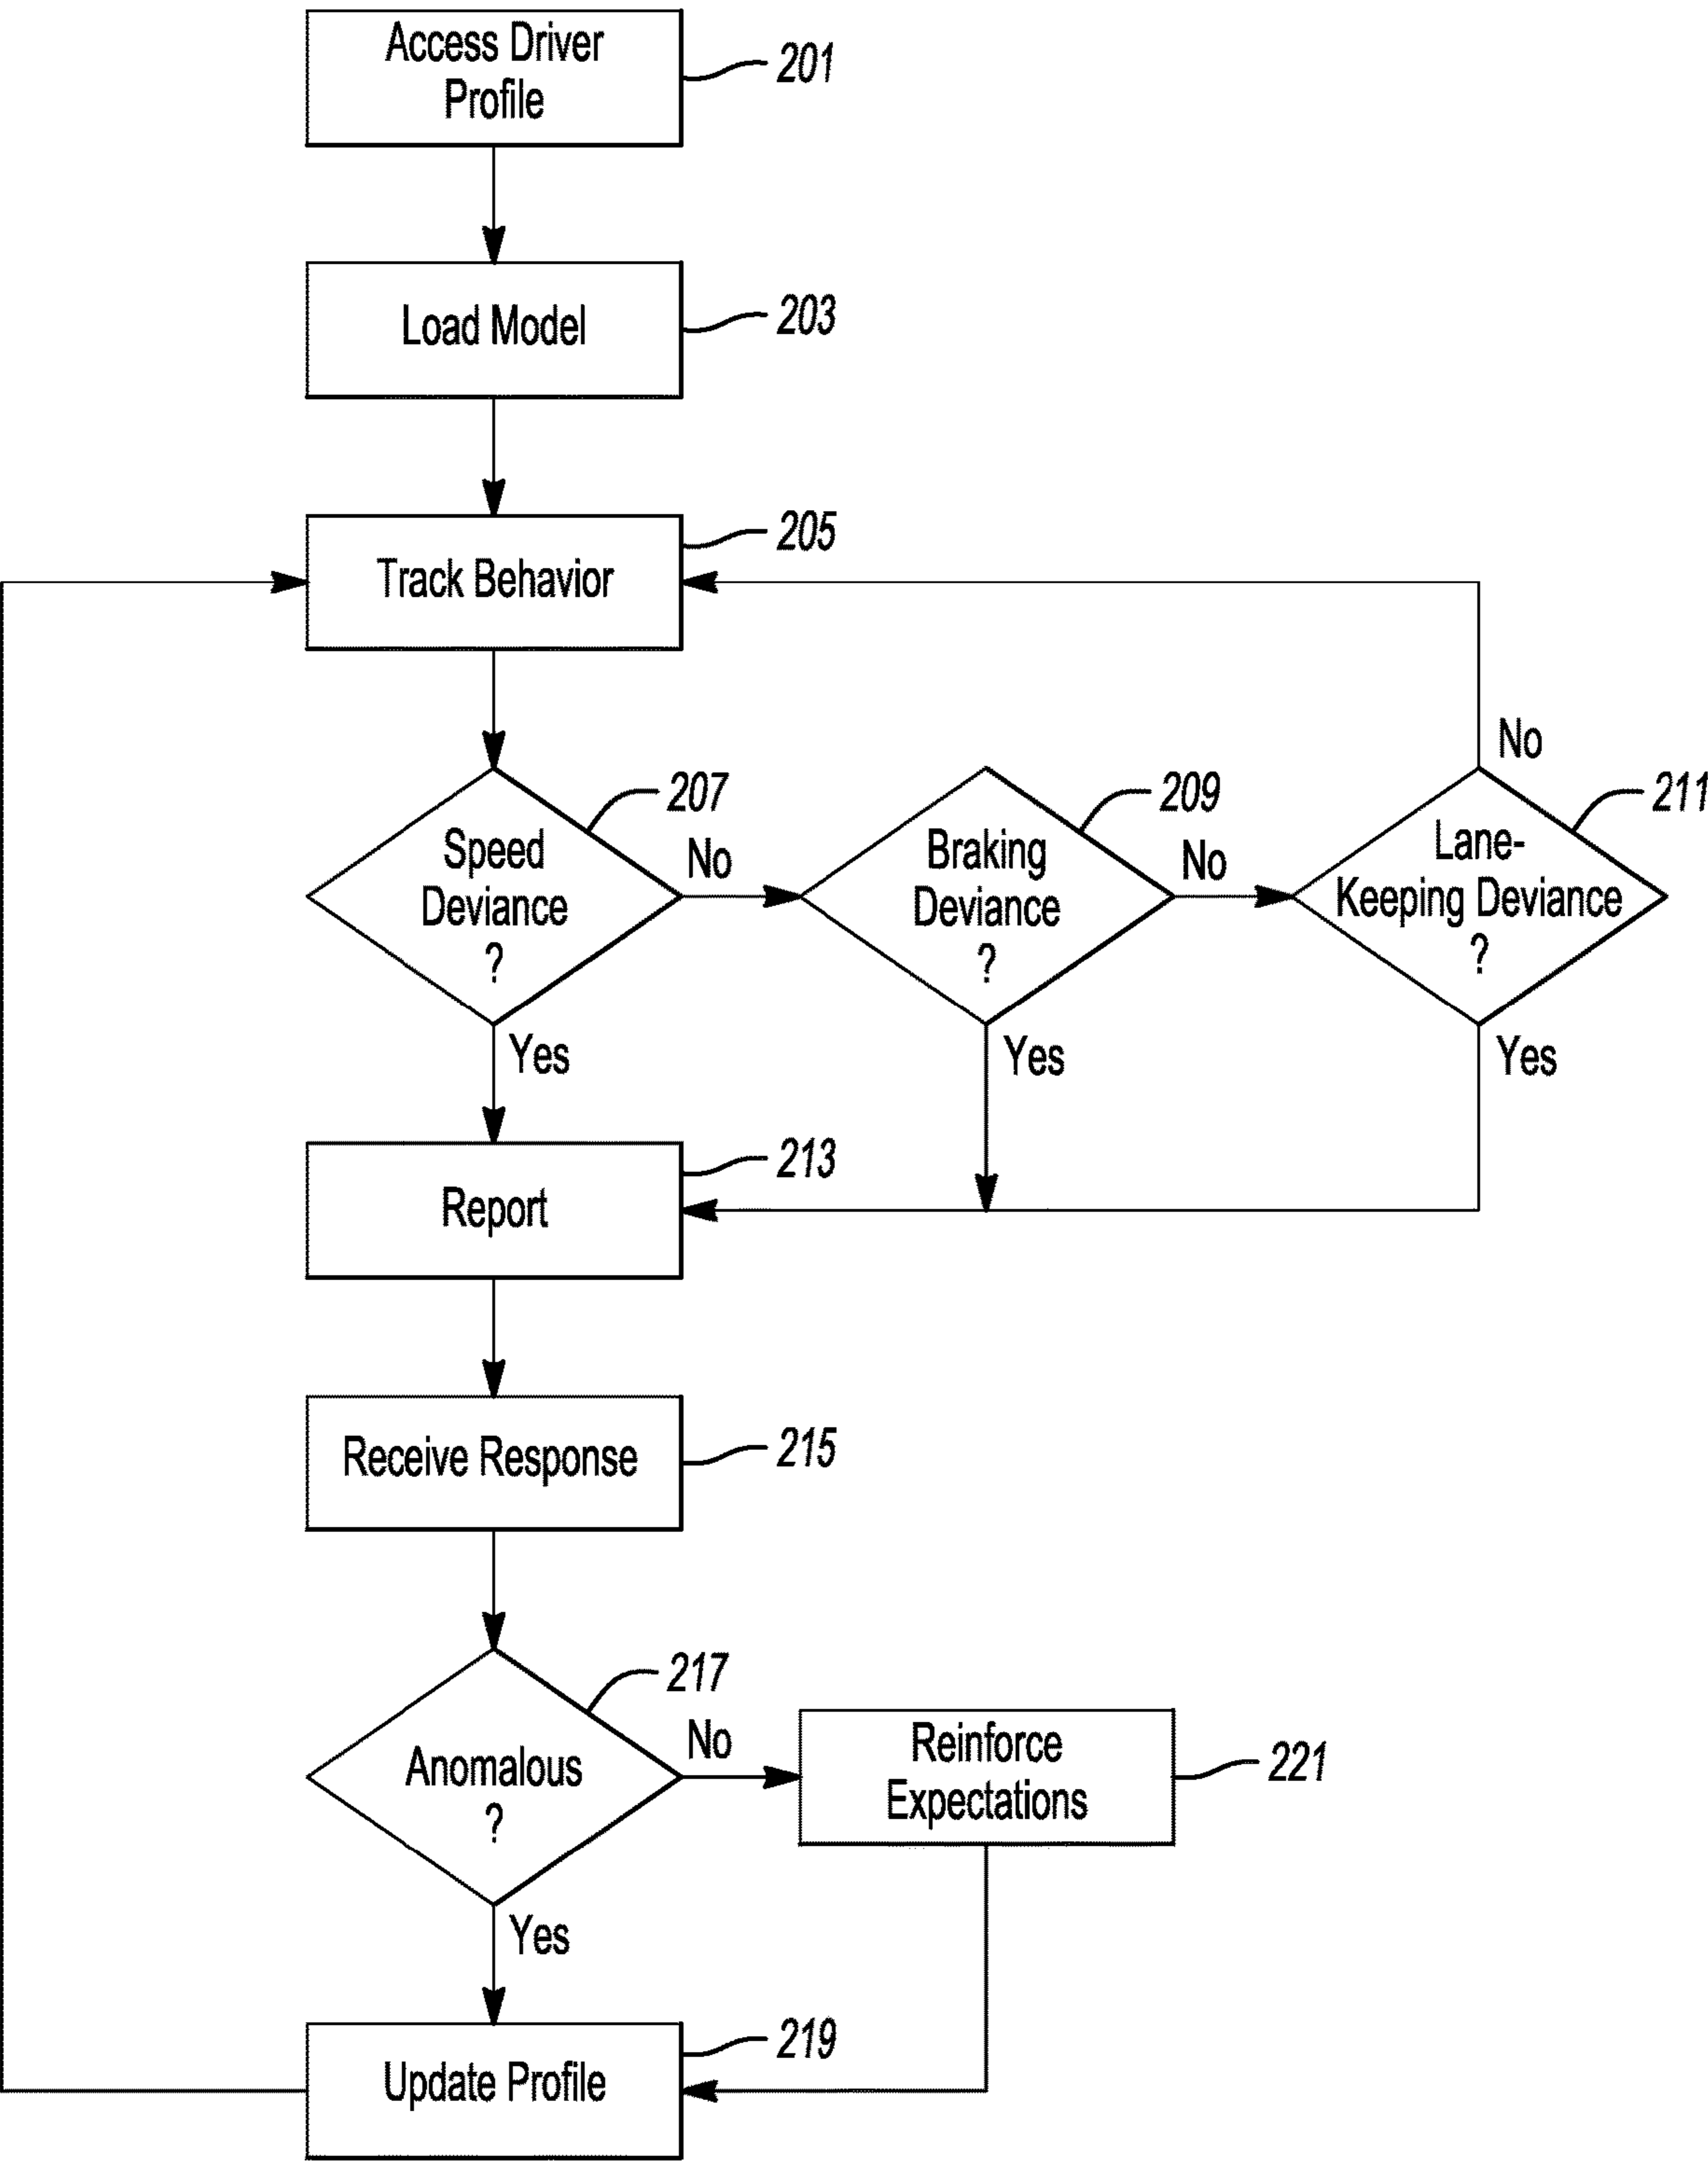 Access Driver
Profile
201
Load Model
203
205
Track Behavior
No
207
209
211
Speed
Deviance
?
No
Braking
Deviance
?
No
Lane-
Keeping Deviance
?
Yes
Yes
Yes
213
Report
Receive Response
215
217
Anomalous
?
No
Reinforce
Expectations
221
Yes
219
Update Profile